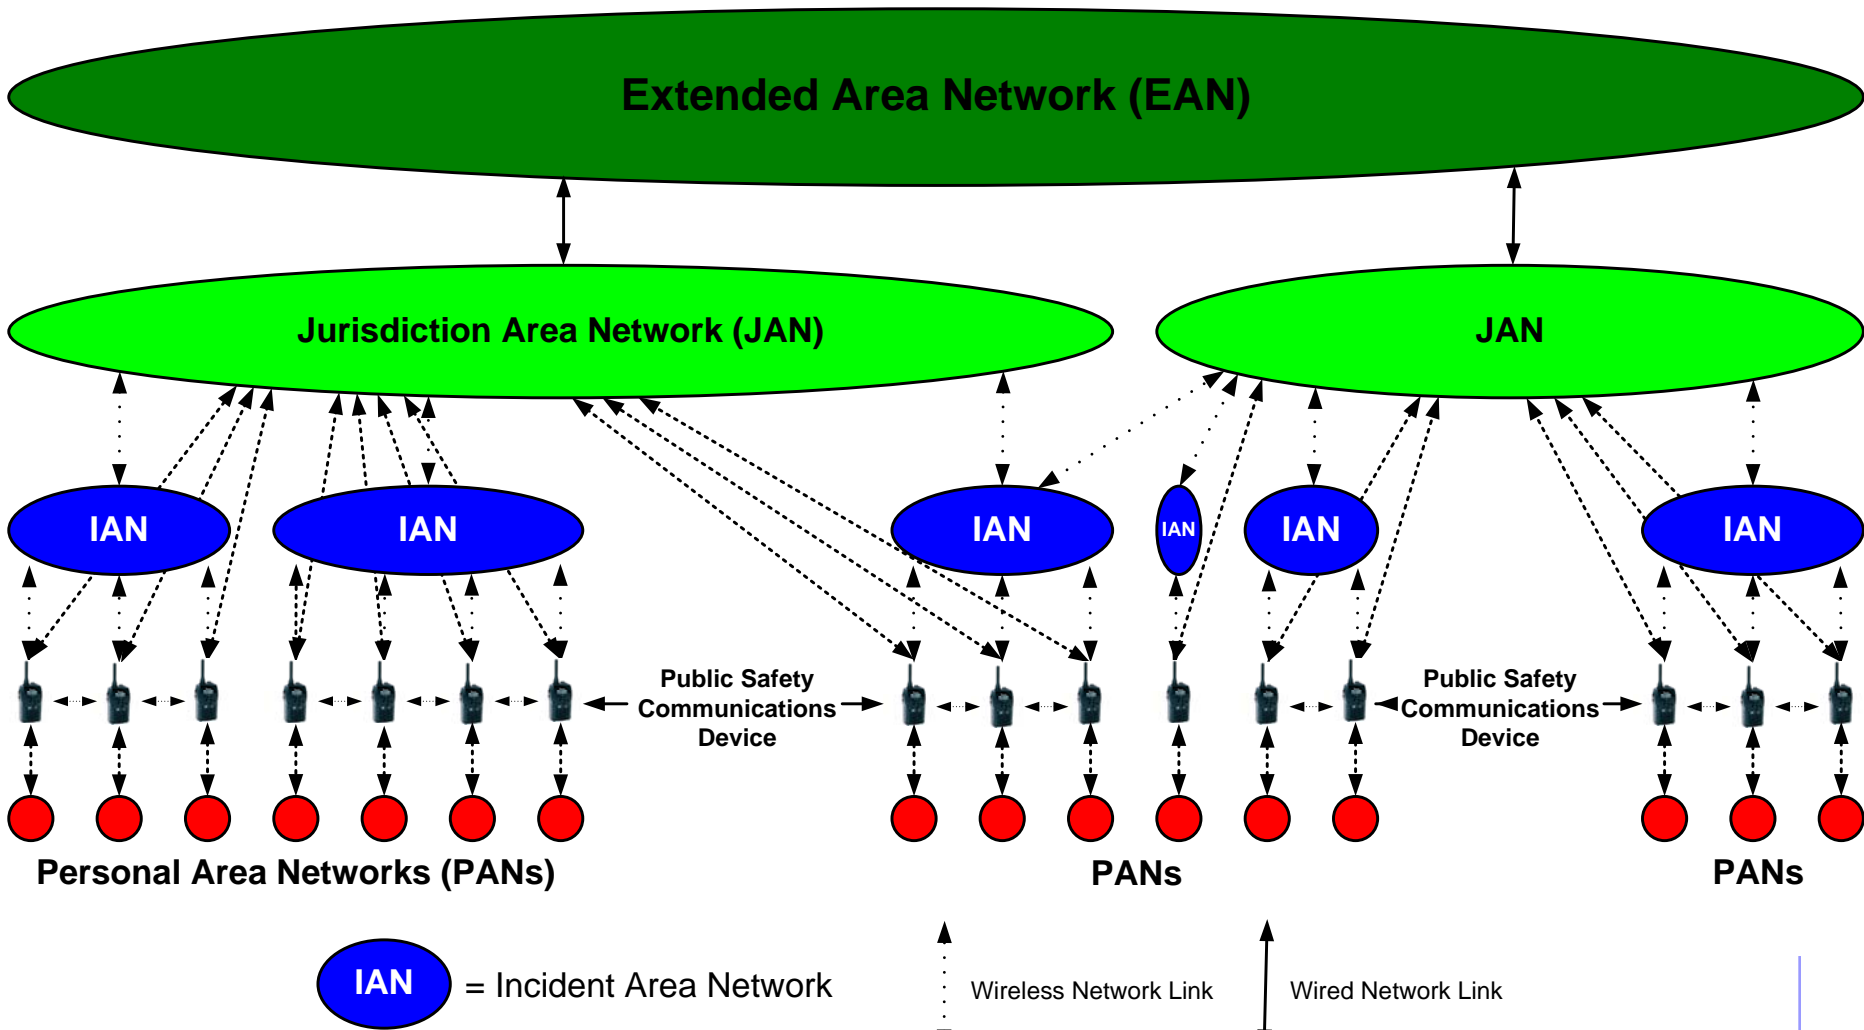 Extended Area Network (EAN)
Jurisdiction Area Network (JAN)
JAN
IAN
IAN
IAN
IAN
IAN
IAN
Public Safety
Communications
Device
Public Safety
Communications
Device
Personal Area Networks (PANs)
PANs
PANs
IAN
= Incident Area Network
Wireless Network Link
Wired Network Link